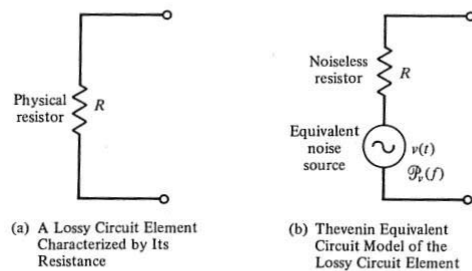 Physical
resistor
R
(a) A Lossy Circuit Element
Characterized by Its
Resistance
Noiseless
resistor
R
Equivalent
noise
source
v(t)
𝒫ᵥ(f)
(b) Thevenin Equivalent
Circuit Model of the
Lossy Circuit Element